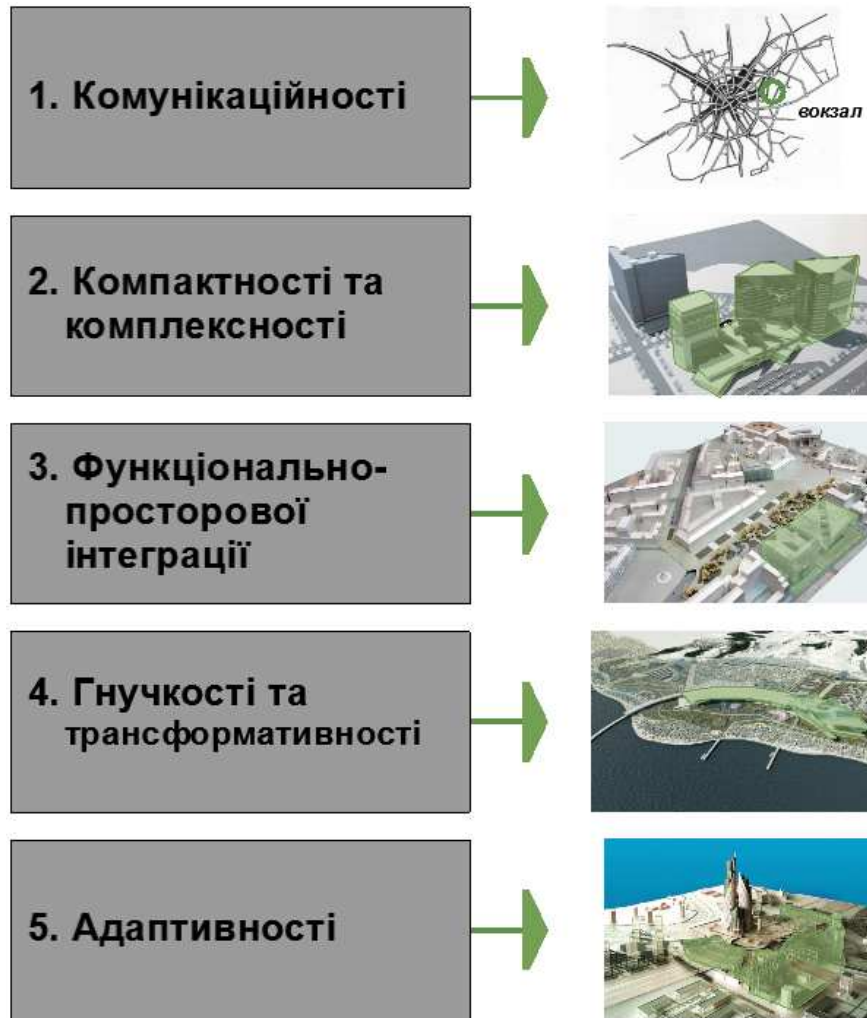 1. Комунікаційності
вокзал
2. Компактності та
комплексності
3. Функціонально-
просторової
інтеграції
4. Гнучкості та
трансформативності
5. Адаптивності